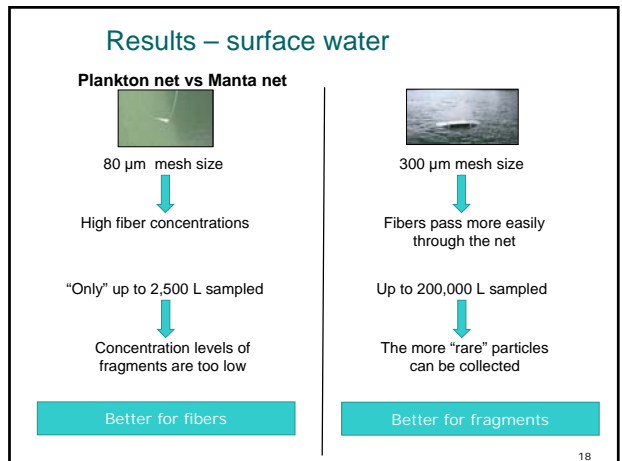 Results – surface water
Plankton net vs Manta net
80 µm mesh size
High fiber concentrations
“Only” up to 2,500 L sampled
Concentration levels of
fragments are too low
Better for fibers
300 µm mesh size
Fibers pass more easily
through the net
Up to 200,000 L sampled
The more “rare” particles
can be collected
Better for fragments
18